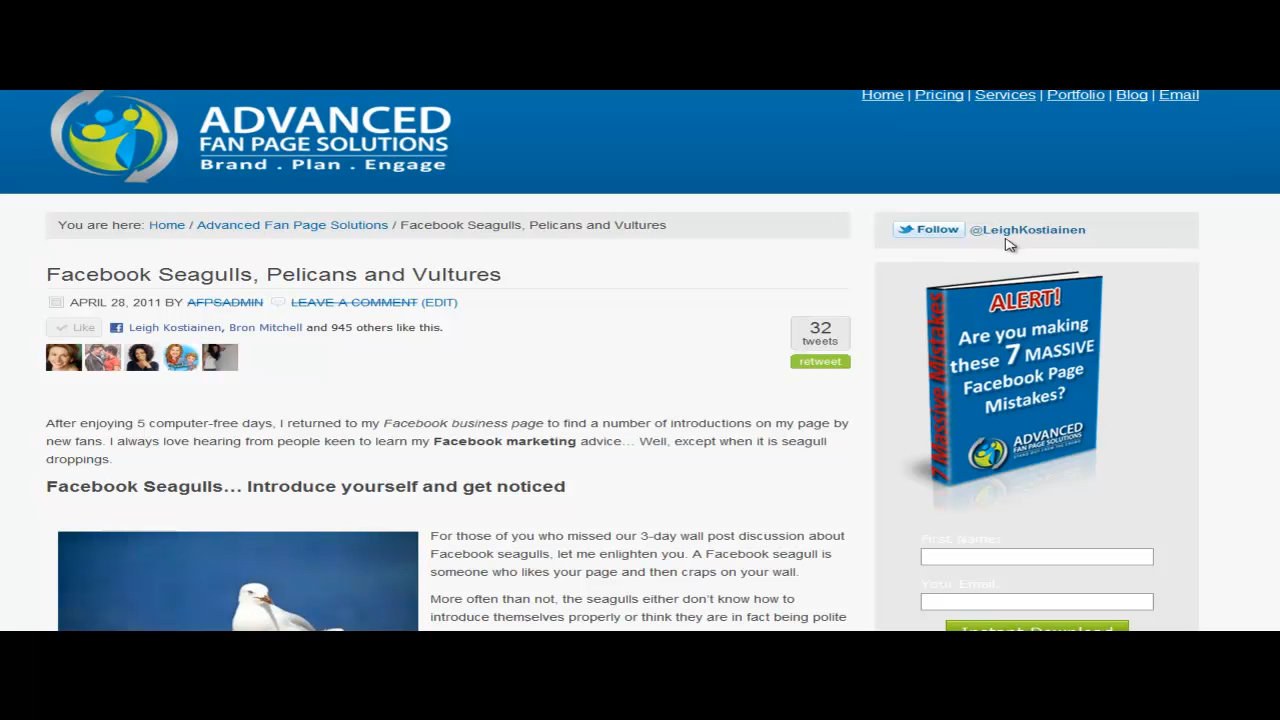 ADVANCED
FAN PAGE SOLUTIONS
Brand . Plan . Engage
Home | Pricing | Services | Portfolio | Blog | Email
You are here: Home / Advanced Fan Page Solutions / Facebook Seagulls, Pelicans and Vultures
Follow @LeighKostiainen
Facebook Seagulls, Pelicans and Vultures
APRIL 28, 2011 BY AFPSADMIN LEAVE A COMMENT (EDIT)
Like Leigh Kostiainen, Bron Mitchell and 945 others like this.
32
tweets
retweet
After enjoying 5 computer-free days, I returned to my Facebook business page to find a number of introductions on my page by
new fans. I always love hearing from people keen to learn my Facebook marketing advice… Well, except when it is seagull
droppings.
Facebook Seagulls… Introduce yourself and get noticed
For those of you who missed our 3-day wall post discussion about
Facebook seagulls, let me enlighten you. A Facebook seagull is
someone who likes your page and then craps on your wall.
More often than not, the seagulls either don't know how to
introduce themselves properly or think they are in fact being polite
7 Massive Mistakes
ALERT!
Are you making
these 7 MASSIVE
Facebook Page
Mistakes?
ADVANCED
FAN PAGE SOLUTIONS
First Name:
Your Email:
Instant Download